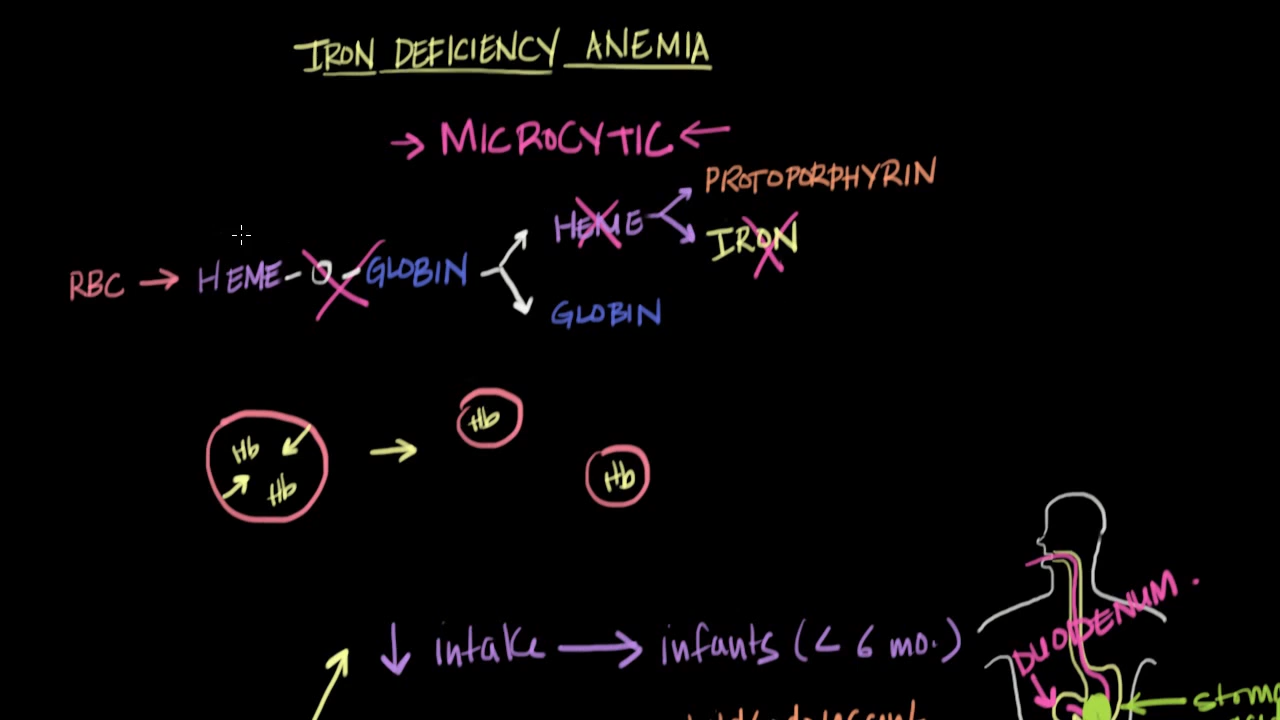 IRON DEFICIENCY ANEMIA
→ MICROCYTIC ←
PROTOPORPHYRIN
HEME
IRON
RBC → HEME - O - GLOBIN
GLOBIN
Hb
Hb
Hb
Hb
DUODENUM.
↓ intake → infants (< 6 mo.)